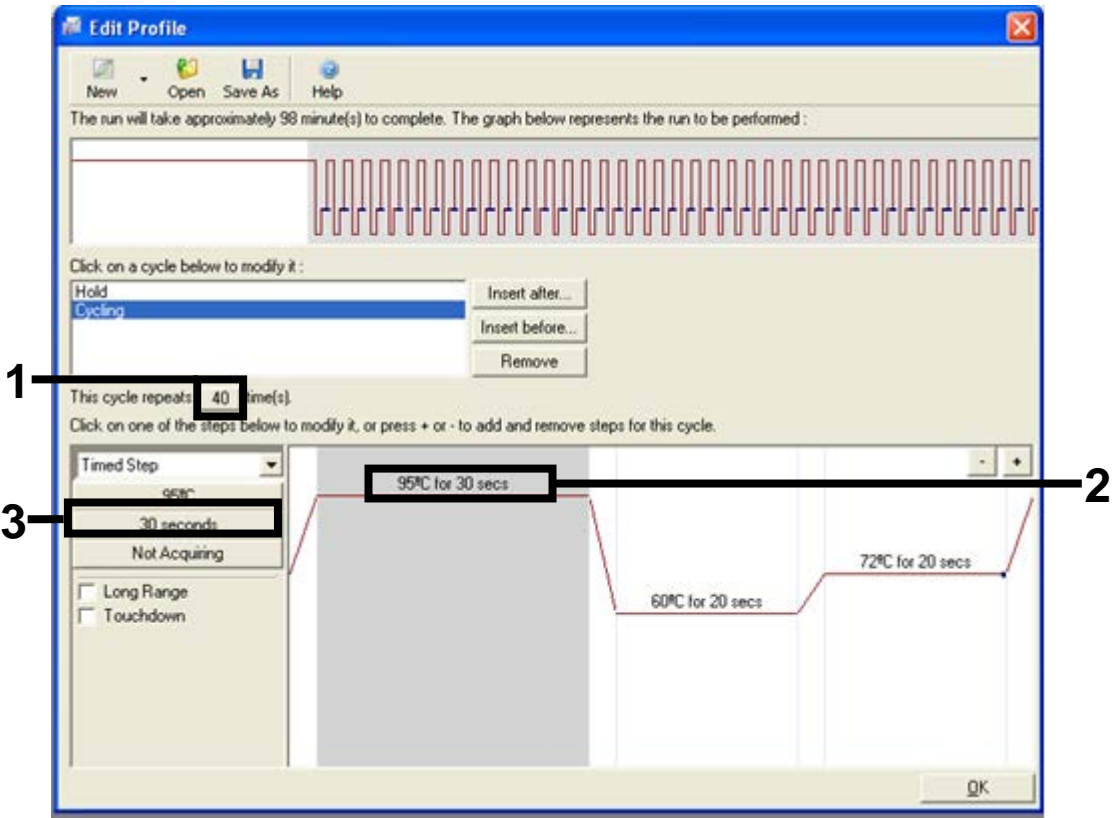 Edit Profile
New Open Save As Help
The run will take approximately 98 minute(s) to complete. The graph below represents the run to be performed :
Click on a cycle below to modify it :
Hold
Cycling
Insert after...
Insert before...
Remove
1
This cycle repeats 40 time(s).
Click on one of the steps below to modify it, or press + or - to add and remove steps for this cycle.
Timed Step
- +
95ºC
95ºC for 30 secs
2
3
30 seconds
Not Acquiring
72ºC for 20 secs
Long Range
60ºC for 20 secs
Touchdown
OK